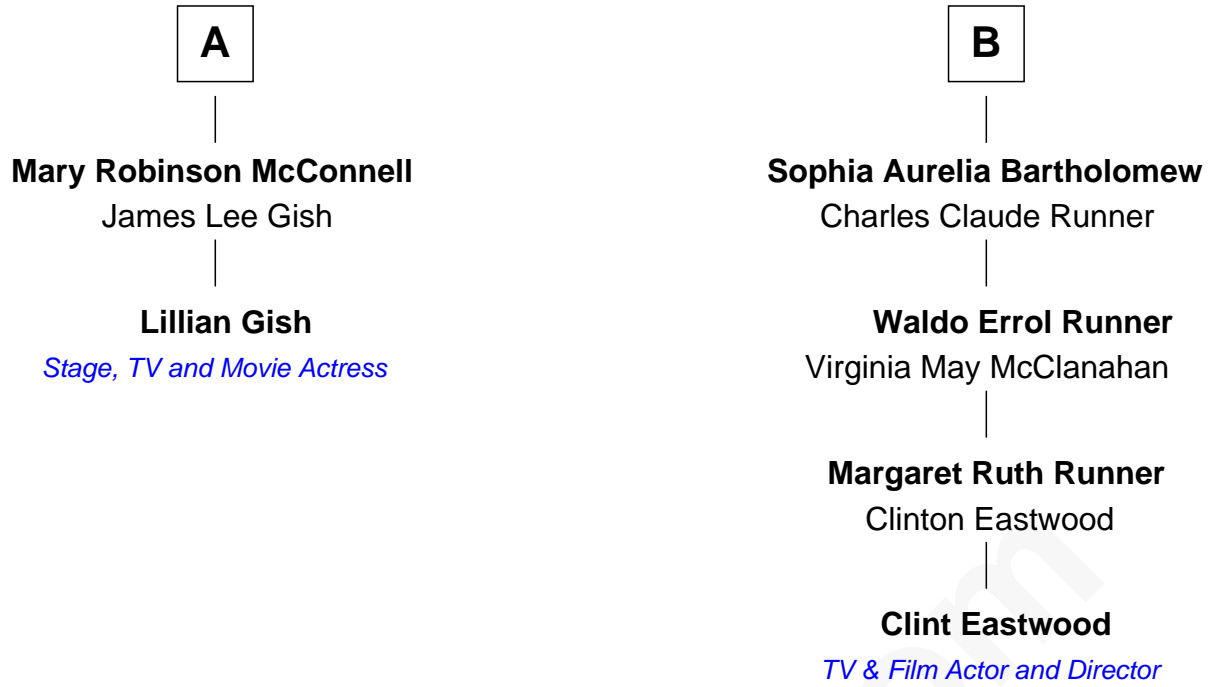 A
Mary Robinson McConnell
James Lee Gish
Lillian Gish
Stage, TV and Movie Actress
B
Sophia Aurelia Bartholomew
Charles Claude Runner
Waldo Errol Runner
Virginia May McClanahan
Margaret Ruth Runner
Clinton Eastwood
Clint Eastwood
TV & Film Actor and Director